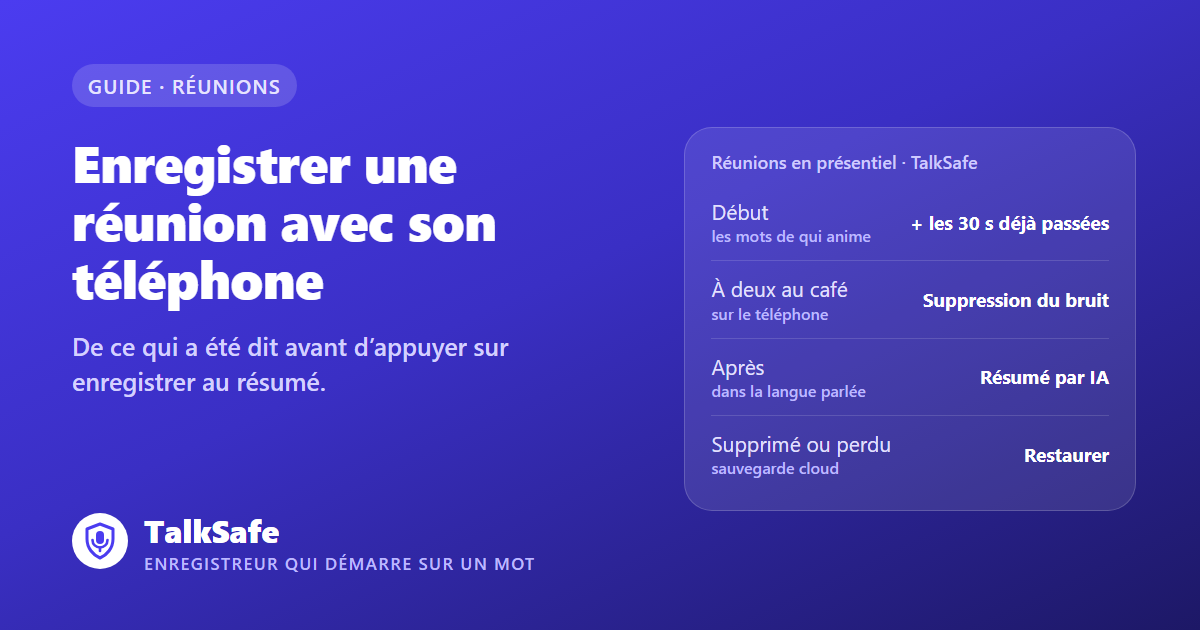 GUIDE · RÉUNIONS
Enregistrer une
réunion avec son
téléphone
De ce qui a été dit avant d’appuyer sur
enregistrer au résumé.
TalkSafe
ENREGISTREUR QUI DÉMARRE SUR UN MOT
Réunions en présentiel · TalkSafe
Début
les mots de qui anime
+ les 30 s déjà passées
À deux au café
sur le téléphone
Suppression du bruit
Après
dans la langue parlée
Résumé par IA
Supprimé ou perdu
sauvegarde cloud
Restaurer